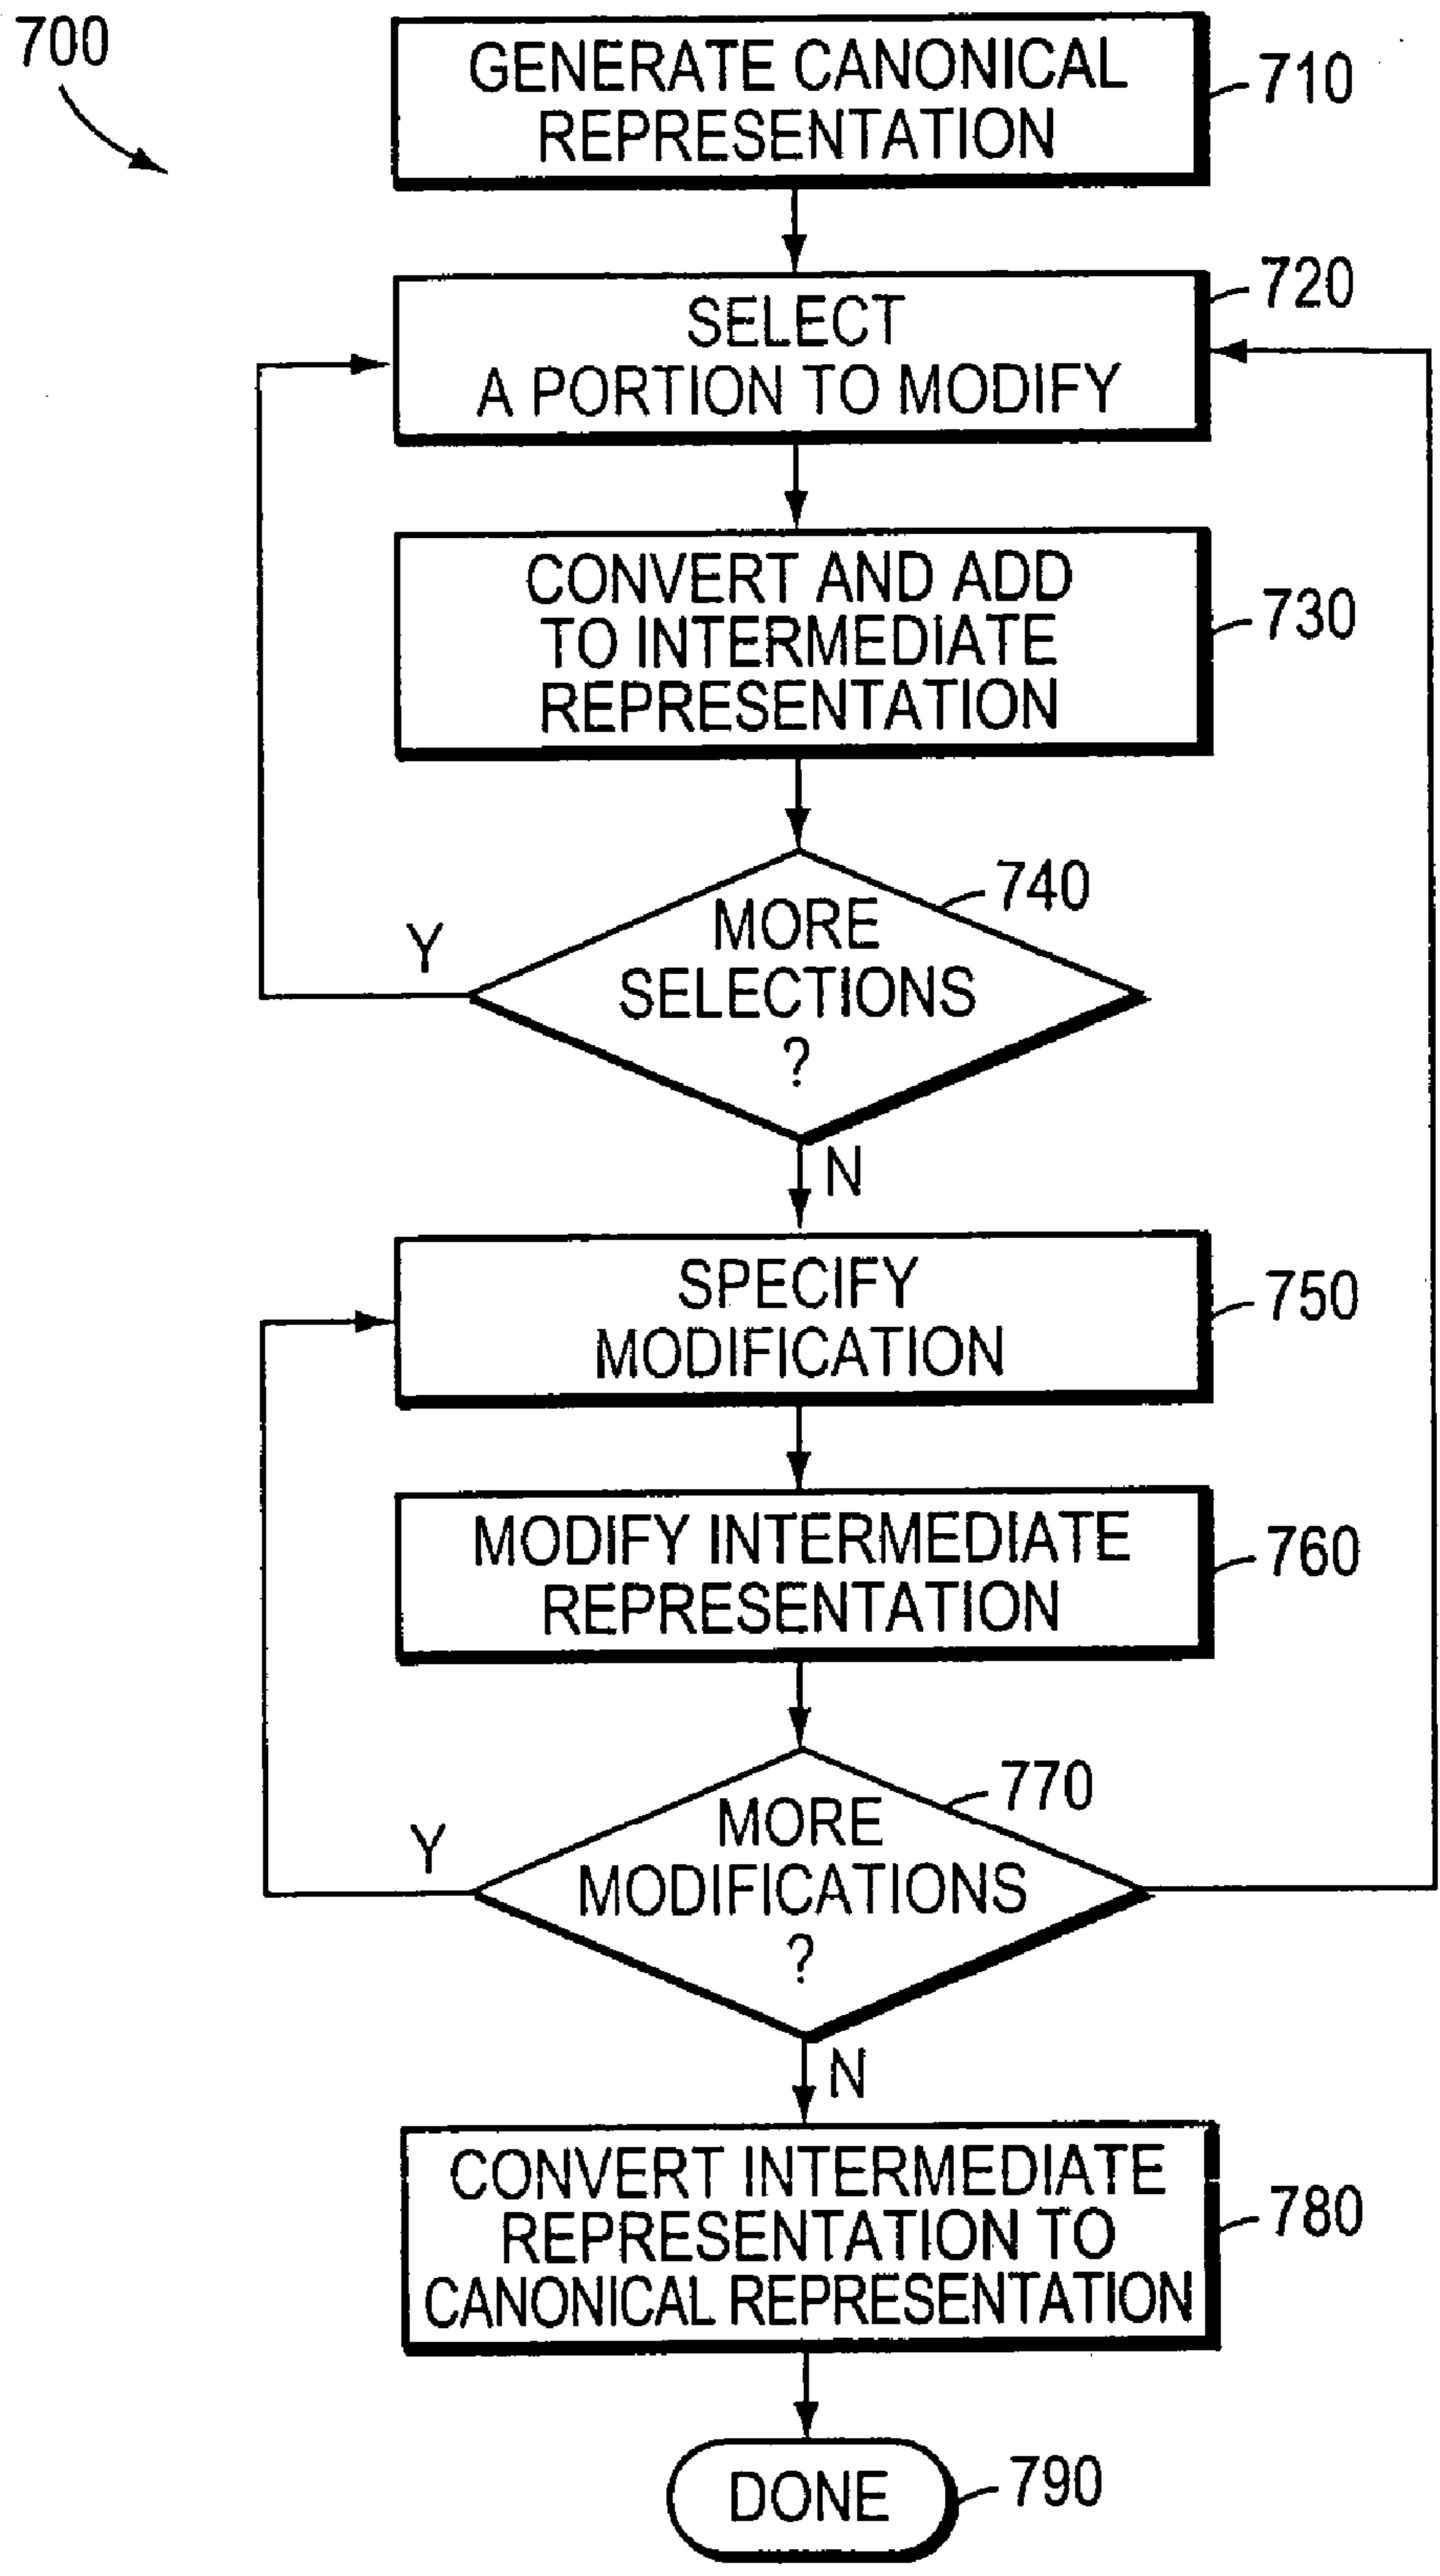 700
GENERATE CANONICAL
REPRESENTATION
710
SELECT
A PORTION TO MODIFY
720
CONVERT AND ADD
TO INTERMEDIATE
REPRESENTATION
730
MORE
SELECTIONS
?
740
Y
N
SPECIFY
MODIFICATION
750
MODIFY INTERMEDIATE
REPRESENTATION
760
MORE
MODIFICATIONS
?
770
Y
N
CONVERT INTERMEDIATE
REPRESENTATION TO
CANONICAL REPRESENTATION
780
DONE
790